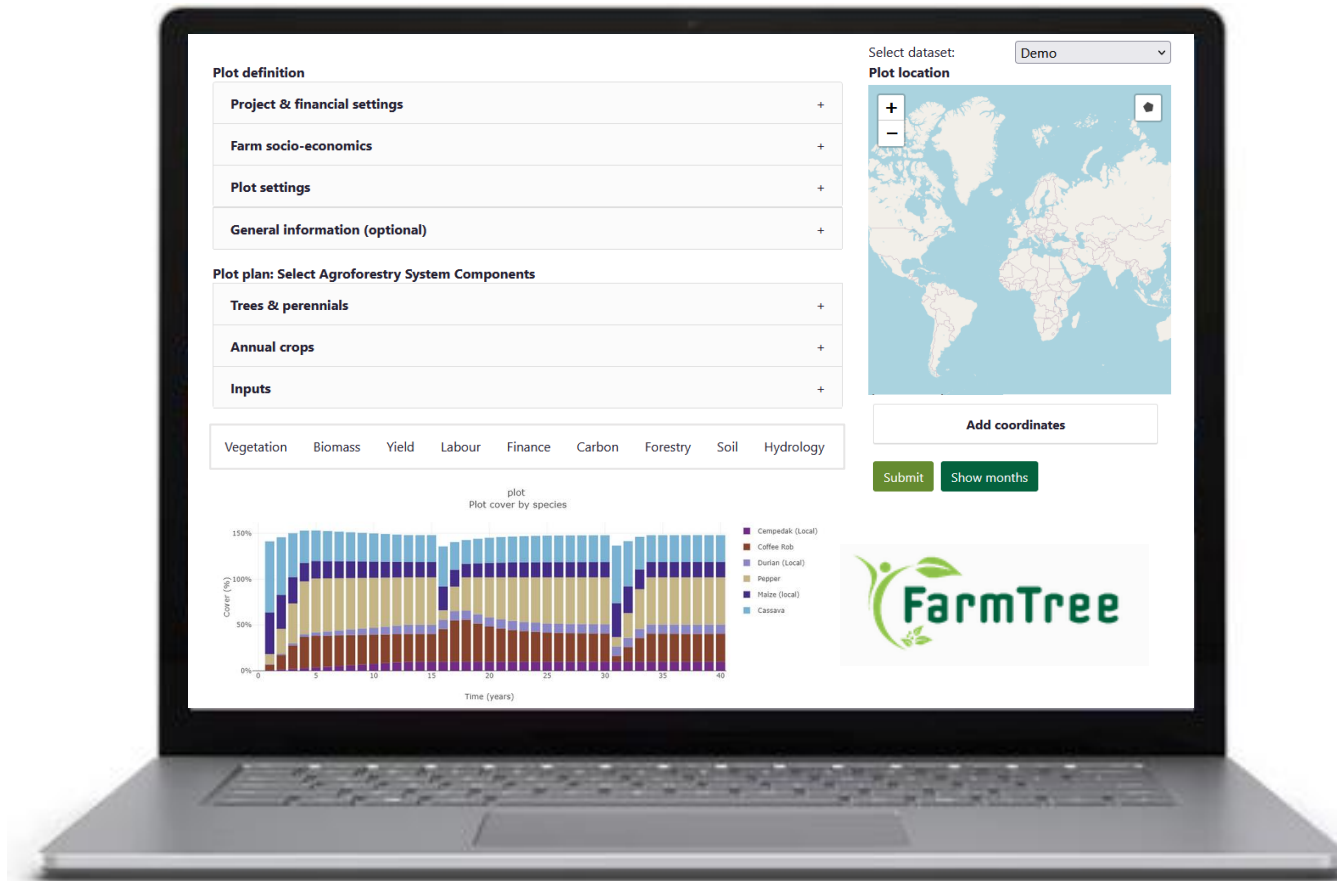 Select dataset:
Demo
Plot definition
Plot location
Project & financial settings
+
Farm socio-economics
+
Plot settings
+
General information (optional)
+
+
−
Plot plan: Select Agroforestry System Components
Trees & perennials
+
Annual crops
+
Inputs
+
Add coordinates
Vegetation Biomass Yield Labour Finance Carbon Forestry Soil Hydrology
Submit
Show months
plot
Plot cover by species
Cover (%)
150%
100%
50%
0%
0 5 10 15 20 25 30 35 40
Time (years)
Cempedak (Local)
Coffee Rob
Durian (Local)
Pepper
Maize (local)
Cassava
FarmTree